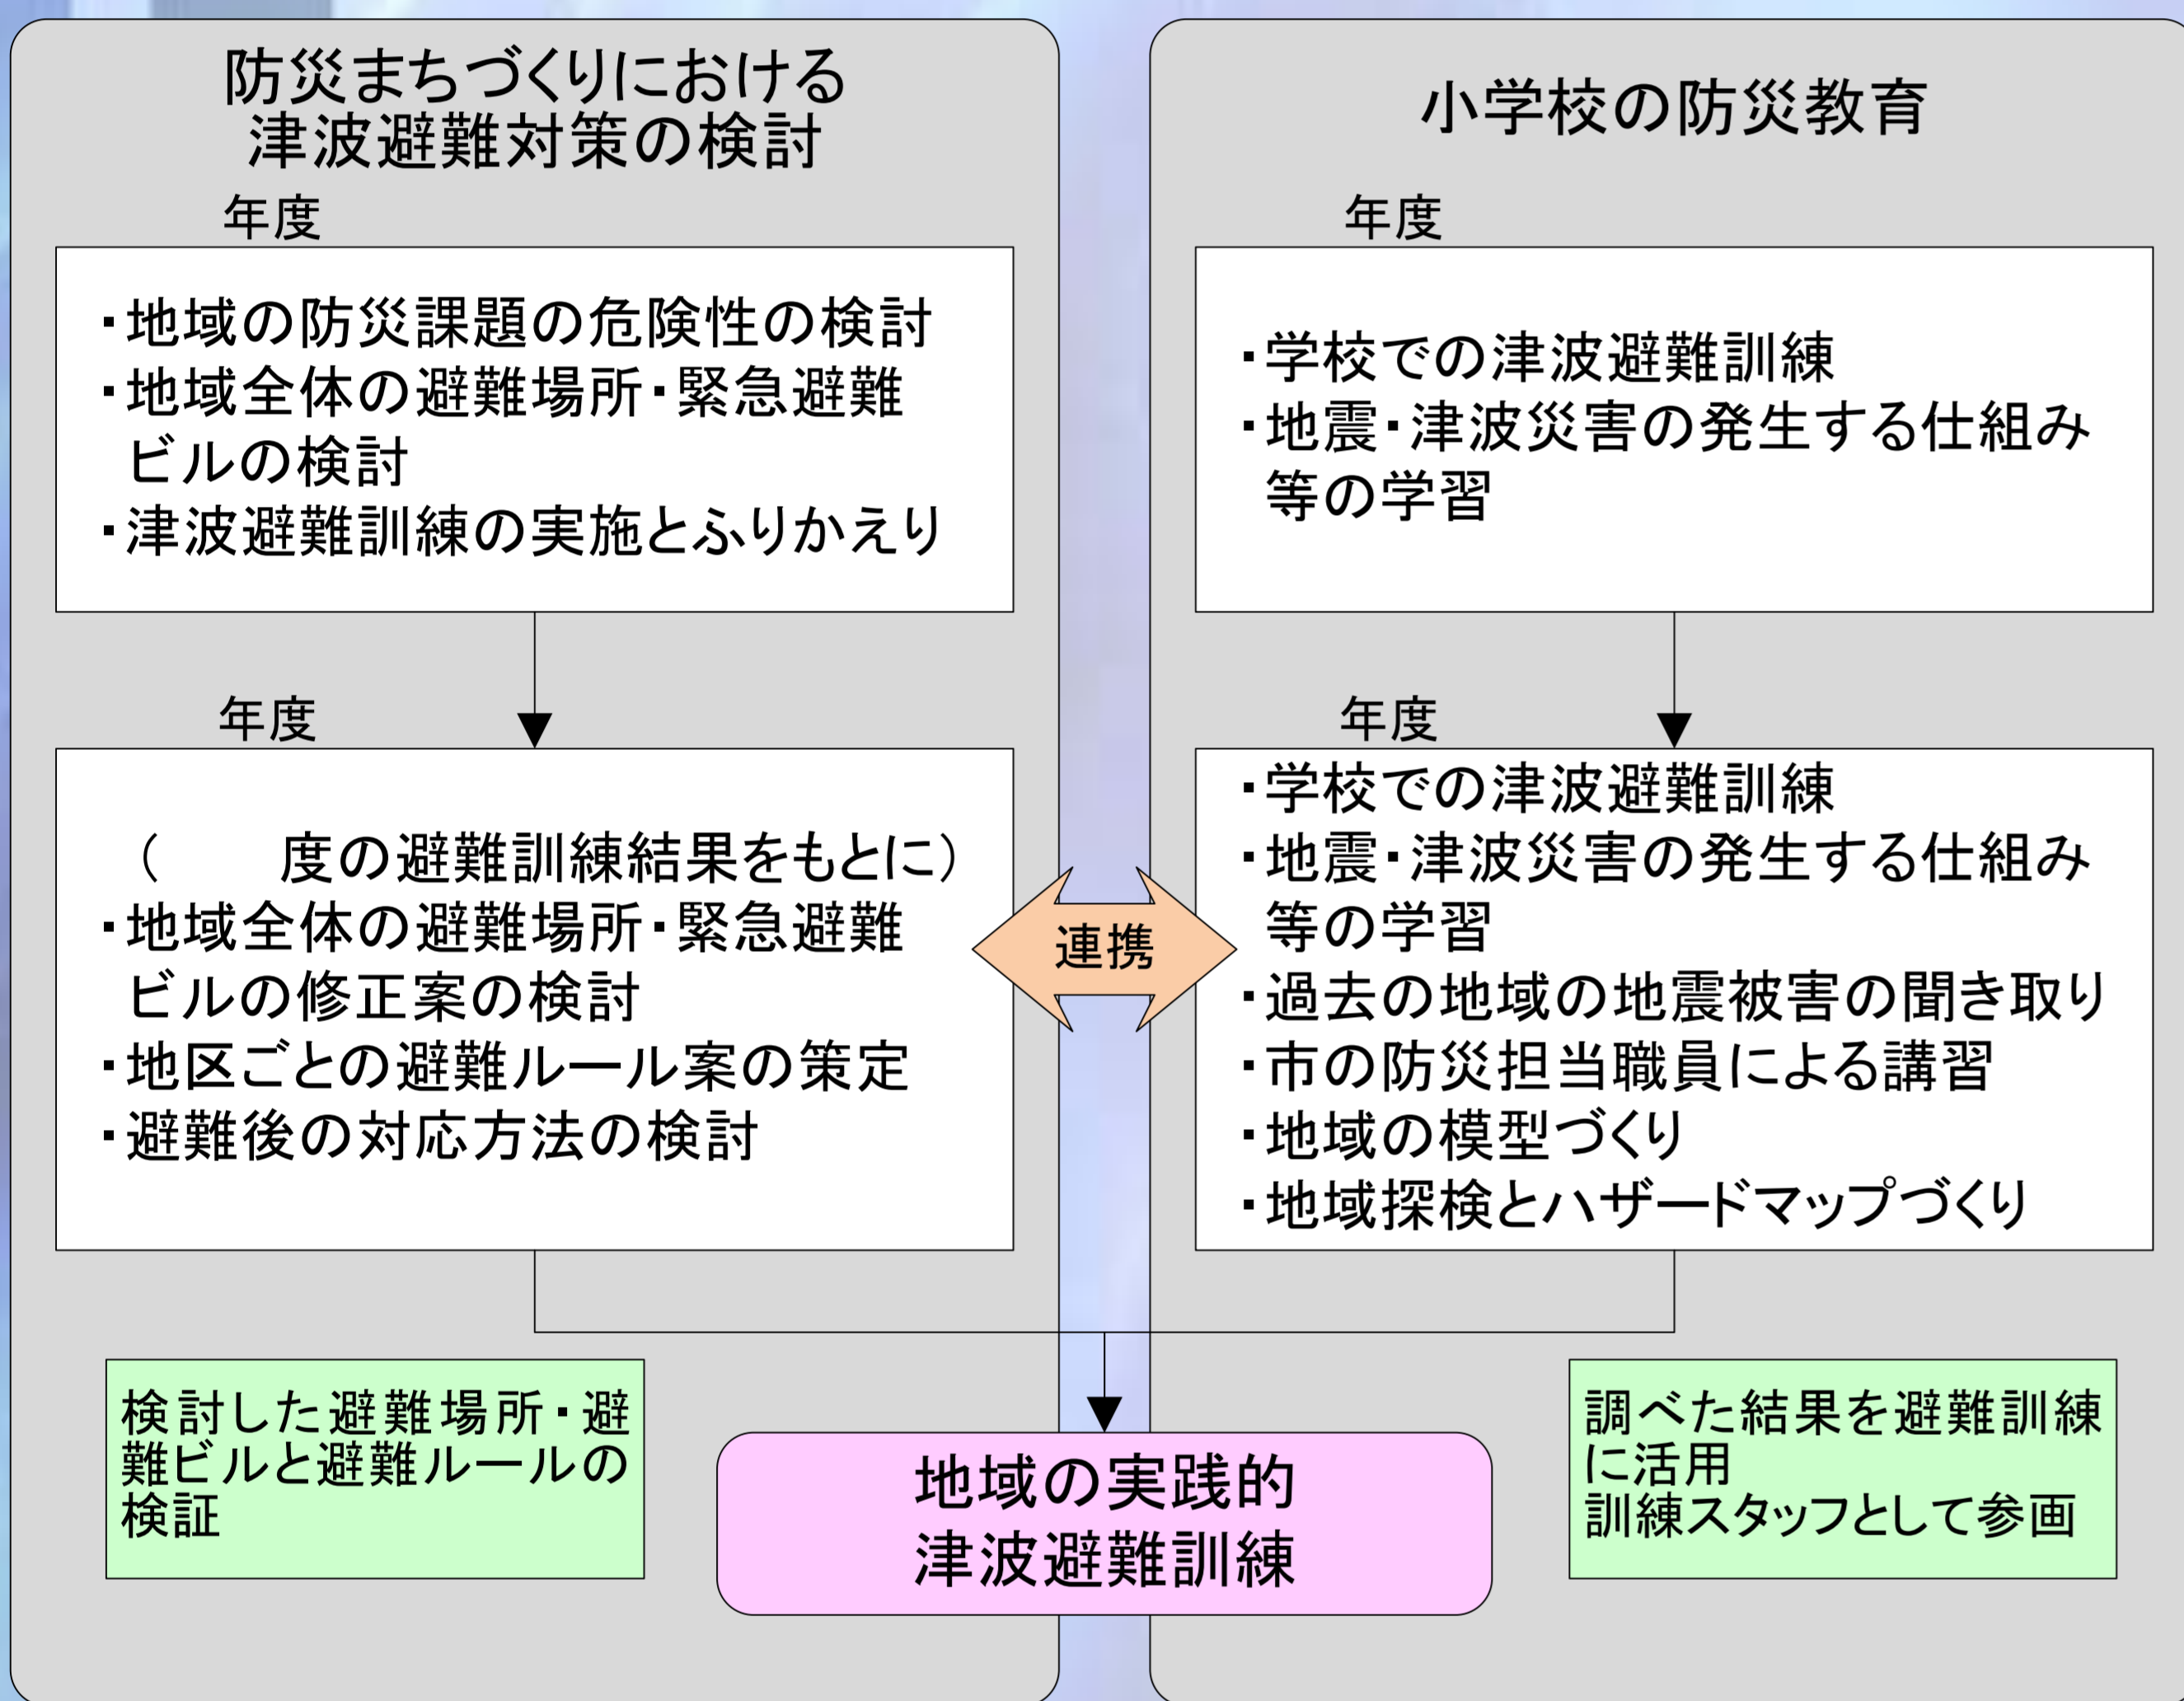 防災まちづくりにおける
津波避難対策の検討
年度
・地域の防災課題の危険性の検討
・地域全体の避難場所・緊急避難
ビルの検討
・津波避難訓練の実施とふりかえり
年度
（　　度の避難訓練結果をもとに）
・地域全体の避難場所・緊急避難
ビルの修正案の検討
・地区ごとの避難ルール案の策定
・避難後の対応方法の検討
連携
小学校の防災教育
年度
・学校での津波避難訓練
・地震・津波災害の発生する仕組み
等の学習
年度
・学校での津波避難訓練
・地震・津波災害の発生する仕組み
等の学習
・過去の地域の地震被害の聞き取り
・市の防災担当職員による講習
・地域の模型づくり
・地域探検とハザードマップづくり
検討した避難場所・避
難ビルと避難ルールの
検証
地域の実践的
津波避難訓練
調べた結果を避難訓練
に活用
訓練スタッフとして参画